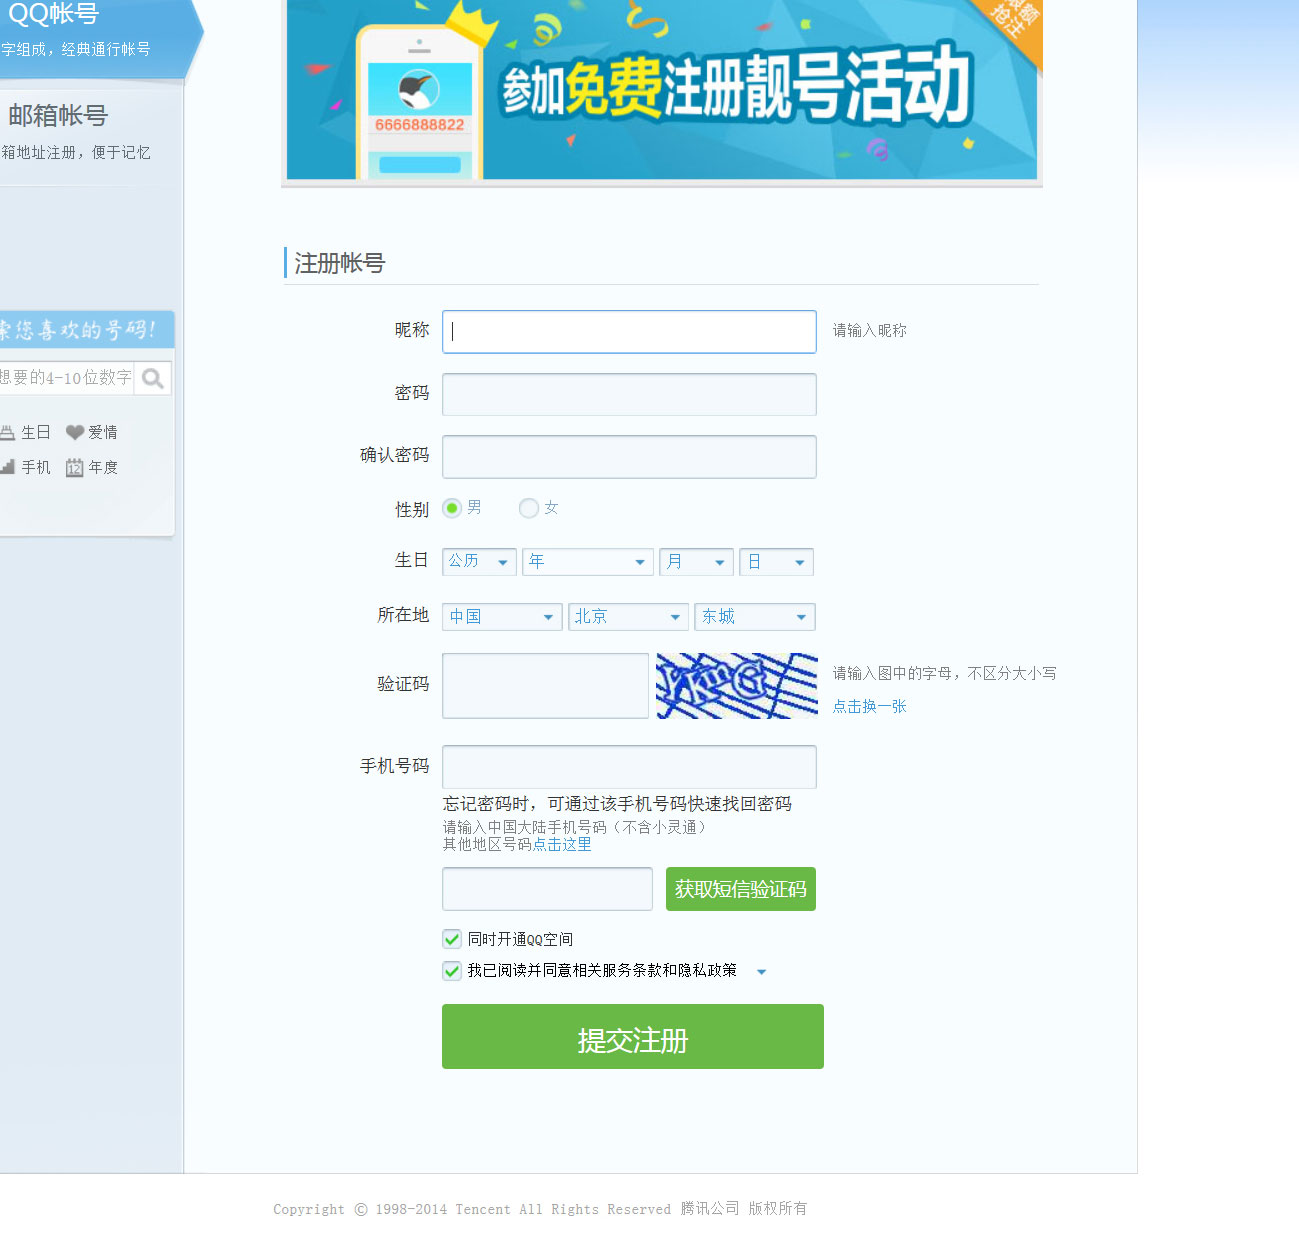 QQ帐号
字组成，经典通行帐号
邮箱帐号
箱地址注册，便于记忆
索您喜欢的号码!
想要的4-10位数字
生日 爱情
手机 12 年度
抢注
参加免费注册靓号活动
6666888822
注册帐号
昵称 请输入昵称
密码
确认密码
性别 男 女
生日 公历 年 月 日
所在地 中国 北京 东城
验证码 请输入图中的字母，不区分大小写
点击换一张
手机号码
忘记密码时，可通过该手机号码快速找回密码
请输入中国大陆手机号码（不含小灵通）
其他地区号码点击这里
获取短信验证码
同时开通QQ空间
我已阅读并同意相关服务条款和隐私政策
提交注册
Copyright © 1998-2014 Tencent All Rights Reserved 腾讯公司 版权所有